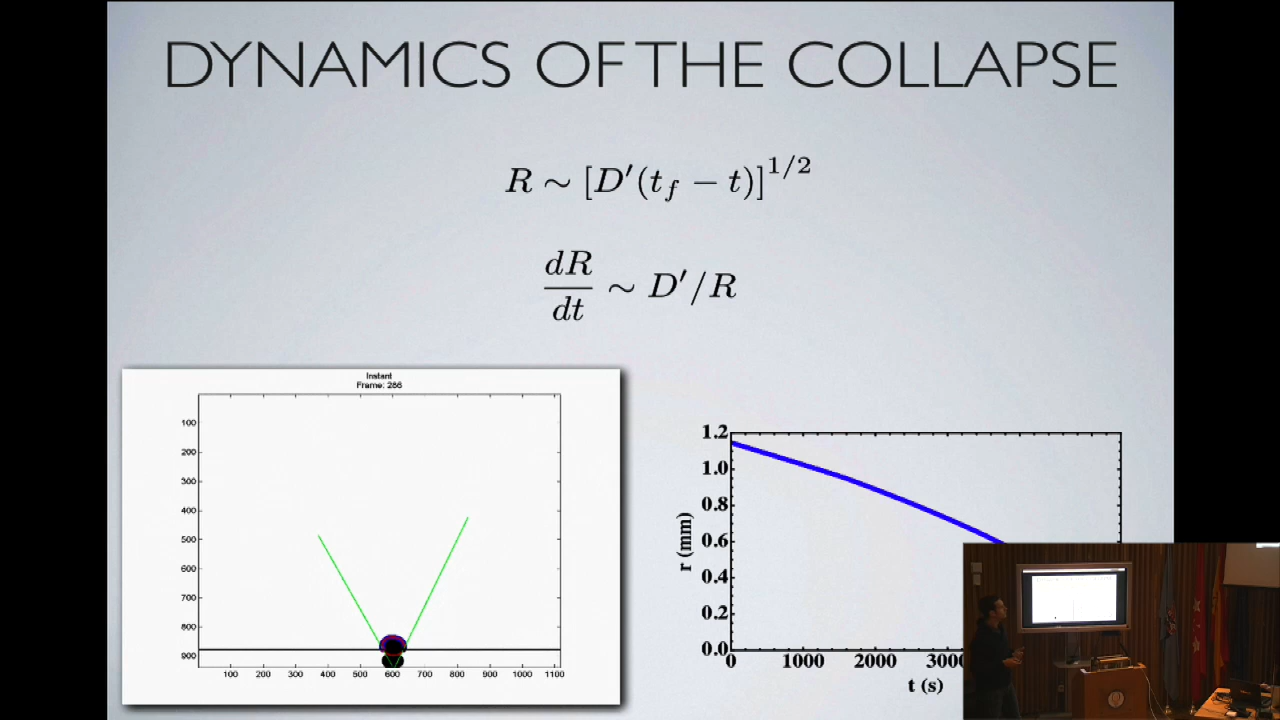 DYNAMICS OF THE COLLAPSE
R ∼ [D′(t_f − t)]^{1/2}
dR/dt ∼ D′/R
Instant
Frame: 286
100
200
300
400
500
600
700
800
900
100 200 300 400 500 600 700 800 900 1000 1100
1.2
1.0
0.8
0.6
0.4
0.2
0.0
r (mm)
0 1000 2000 3000
t (s)